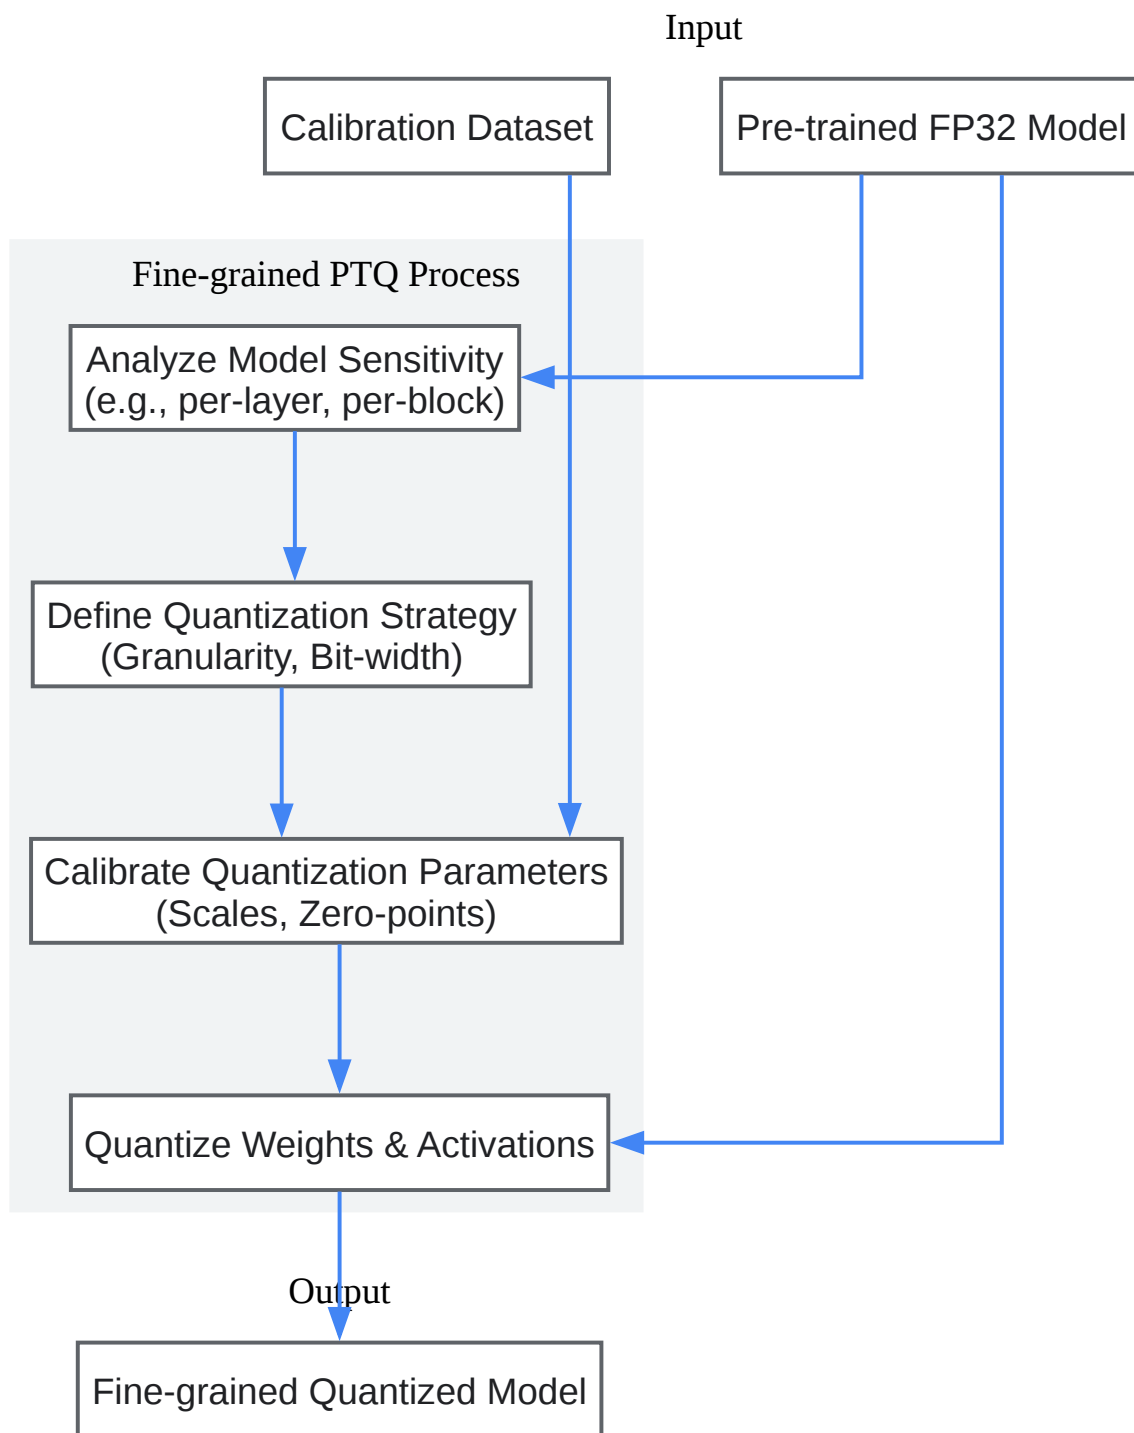 Input
Calibration Dataset
Pre-trained FP32 Model
Fine-grained PTQ Process
Analyze Model Sensitivity
(e.g., per-layer, per-block)
Define Quantization Strategy
(Granularity, Bit-width)
Calibrate Quantization Parameters
(Scales, Zero-points)
Quantize Weights & Activations
Output
Fine-grained Quantized Model